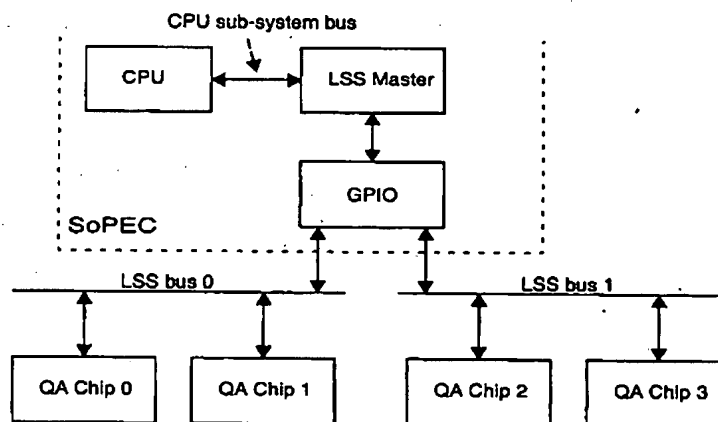 CPU sub-system bus
CPU
LSS Master
GPIO
SoPEC
LSS bus 0
LSS bus 1
QA Chip 0
QA Chip 1
QA Chip 2
QA Chip 3